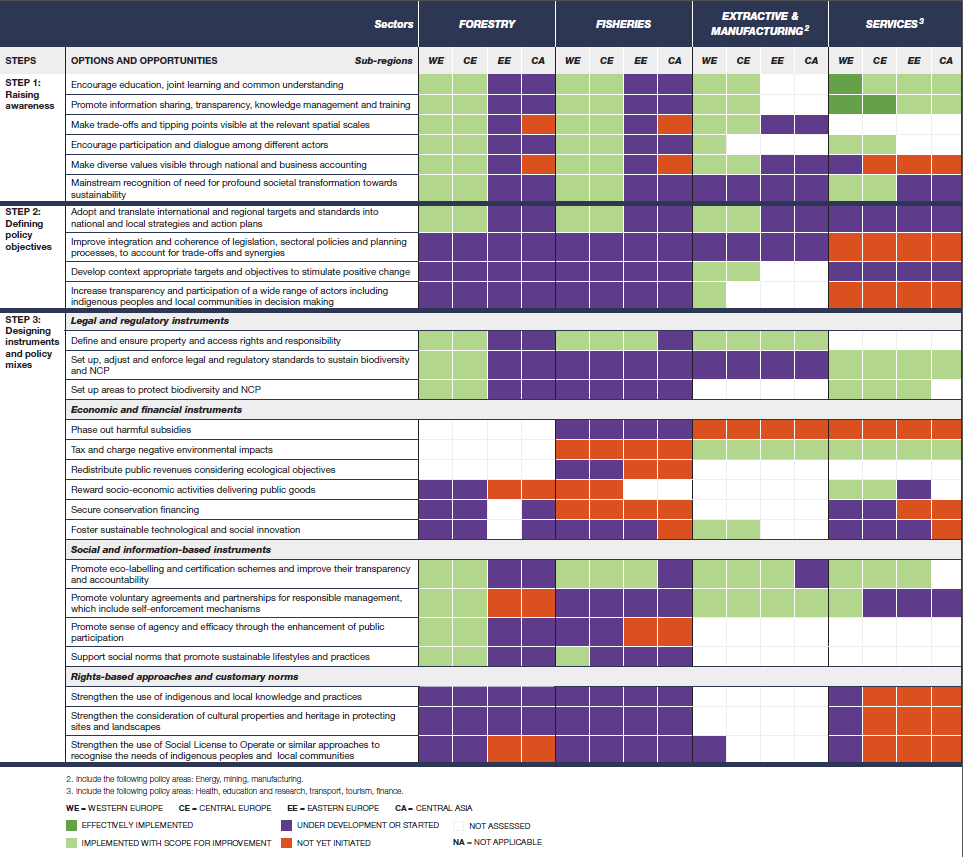 Sectors FORESTRY FISHERIES EXTRACTIVE &
MANUFACTURING 2 SERVICES 3
STEPS OPTIONS AND OPPORTUNITIES Sub-regions WE CE EE CA WE CE EE CA WE CE EE CA WE CE EE CA
STEP 1:
Raising
awareness
Encourage education, joint learning and common understanding
Promote information sharing, transparency, knowledge management and training
Make trade-offs and tipping points visible at the relevant spatial scales
Encourage participation and dialogue among different actors
Make diverse values visible through national and business accounting
Mainstream recognition of need for profound societal transformation towards
sustainability
STEP 2:
Defining
policy
objectives
Adopt and translate international and regional targets and standards into
national and local strategies and action plans
Improve integration and coherence of legislation, sectoral policies and planning
processes, to account for trade-offs and synergies
Develop context appropriate targets and objectives to stimulate positive change
Increase transparency and participation of a wide range of actors including
indigenous peoples and local communities in decision making
STEP 3:
Designing
instruments
and policy
mixes
Legal and regulatory instruments
Define and ensure property and access rights and responsibility
Set up, adjust and enforce legal and regulatory standards to sustain biodiversity
and NCP
Set up areas to protect biodiversity and NCP
Economic and financial instruments
Phase out harmful subsidies
Tax and charge negative environmental impacts
Redistribute public revenues considering ecological objectives
Reward socio-economic activities delivering public goods
Secure conservation financing
Foster sustainable technological and social innovation
Social and information-based instruments
Promote eco-labelling and certification schemes and improve their transparency
and accountability
Promote voluntary agreements and partnerships for responsible management,
which include self-enforcement mechanisms
Promote sense of agency and efficacy through the enhancement of public
participation
Support social norms that promote sustainable lifestyles and practices
Rights-based approaches and customary norms
Strengthen the use of indigenous and local knowledge and practices
Strengthen the consideration of cultural properties and heritage in protecting
sites and landscapes
Strengthen the use of Social License to Operate or similar approaches to
recognise the needs of indigenous peoples and local communities
2. Include the following policy areas: Energy, mining, manufacturing.
3. Include the following policy areas: Health, education and research, transport, tourism, finance.
WE = WESTERN EUROPE CE = CENTRAL EUROPE EE = EASTERN EUROPE CA = CENTRAL ASIA
EFFECTIVELY IMPLEMENTED UNDER DEVELOPMENT OR STARTED NOT ASSESSED
IMPLEMENTED WITH SCOPE FOR IMPROVEMENT NOT YET INITIATED NA = NOT APPLICABLE